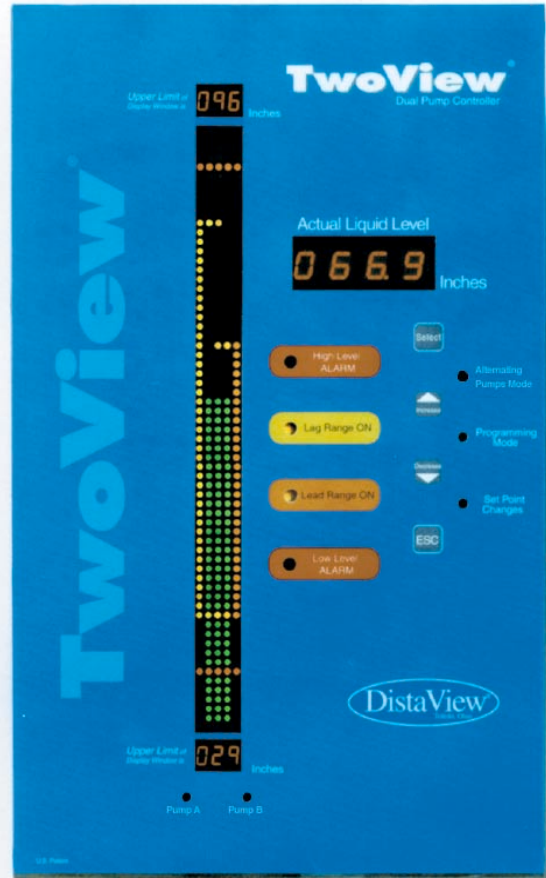 TwoView®
Dual Pump Controller
Upper Limit of
Display Window in
096
Inches
TwoView®
Actual Liquid Level
066.9
Inches
Select
High Level
ALARM
Alternating
Pumps Mode
Increase
Lag Range ON
Programming
Mode
Decrease
Lead Range ON
Set Point
Changes
ESC
Low Level
ALARM
DistaView®
Toledo, Ohio
Upper Limit of
Display Window in
029
Inches
Pump A
Pump B
U.S. Patent